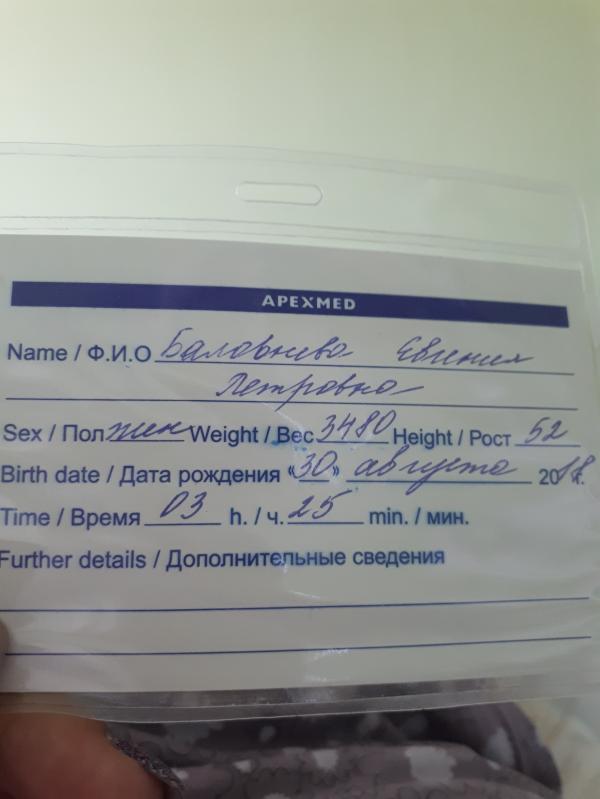 APEXMED
Name / Ф.И.О Баловнева Евгения
Петровна
Sex / Пол жен Weight / Вес 3480 Height / Рост 52
Birth date / Дата рождения «30» августа 2018г.
Time / Время 03 h. / ч. 25 min. / мин.
Further details / Дополнительные сведения